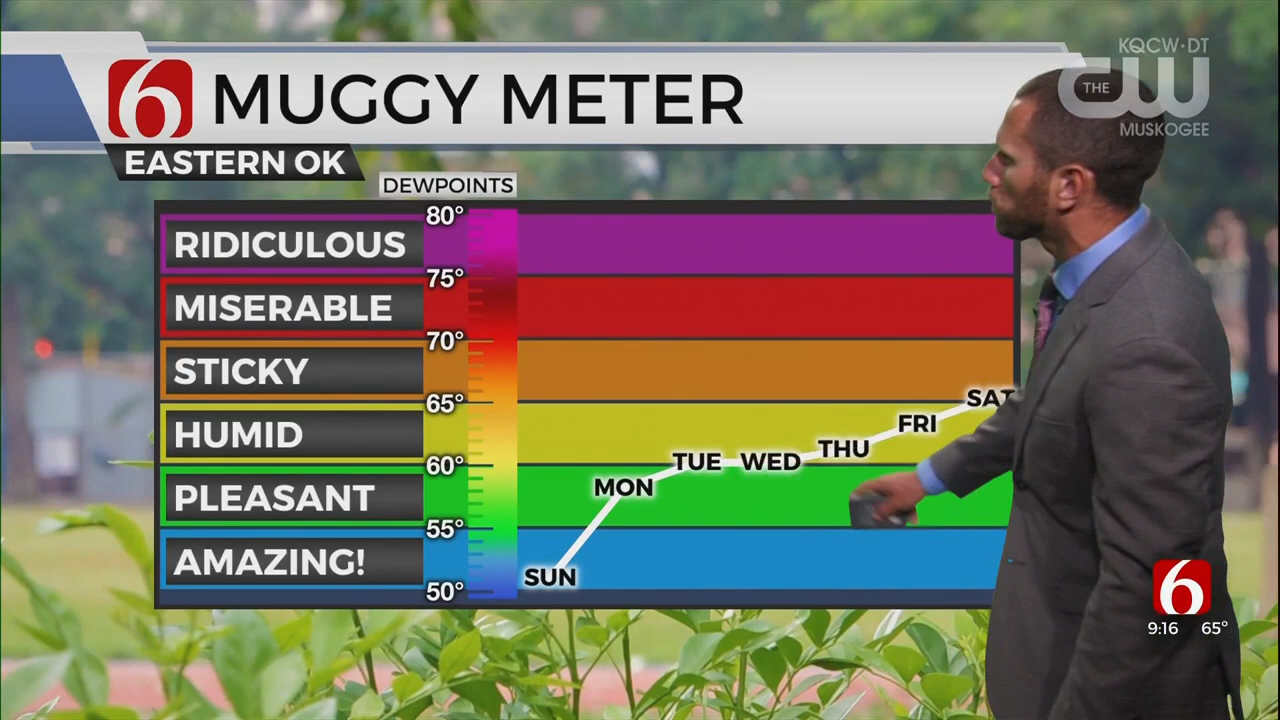 6 MUGGY METER
EASTERN OK
KQCW·DT
THE CW
MUSKOGEE
DEWPOINTS
80°
RIDICULOUS
75°
MISERABLE
70°
STICKY
65°
HUMID
60°
PLEASANT
55°
AMAZING!
50°
SUN
MON
TUE
WED
THU
FRI
SAT
6
9:16 65°